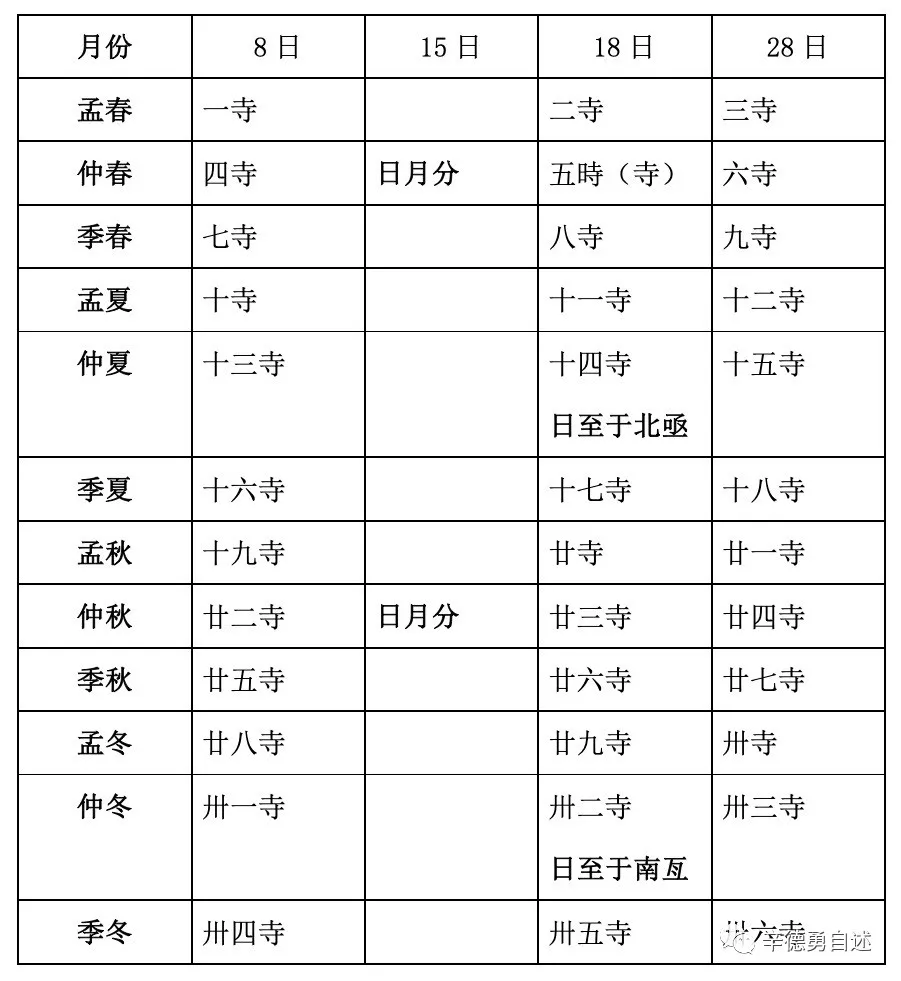 月份 8日 15日 18日 28日
孟春 一寺 二寺 三寺
仲春 四寺 日月分 五時（寺） 六寺
季春 七寺 八寺 九寺
孟夏 十寺 十一寺 十二寺
仲夏 十三寺 十四寺 十五寺
日至于北亟
季夏 十六寺 十七寺 十八寺
孟秋 十九寺 廿寺 廿一寺
仲秋 廿二寺 日月分 廿三寺 廿四寺
季秋 廿五寺 廿六寺 廿七寺
孟冬 廿八寺 廿九寺 卅寺
仲冬 卅一寺 卅二寺 卅三寺
日至于南亙
季冬 卅四寺 卅五寺 卅六寺
辛德勇自述